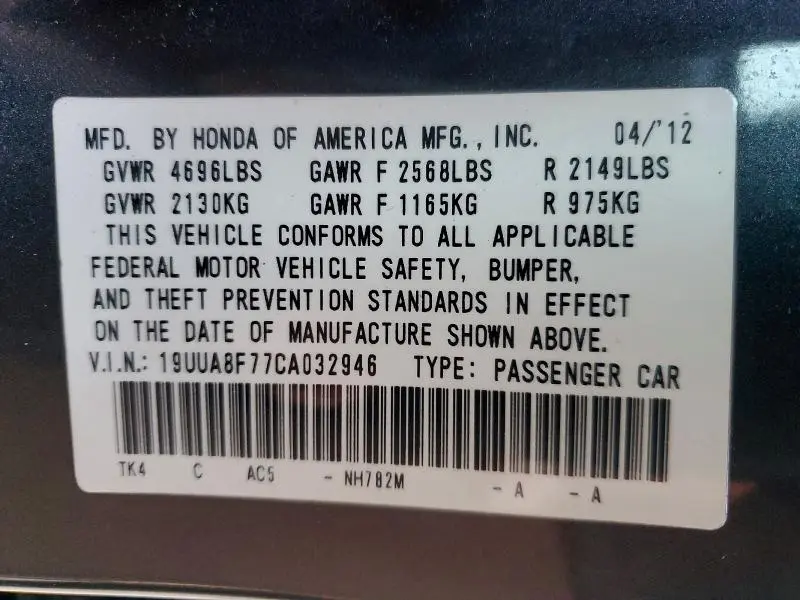 MFD. BY HONDA OF AMERICA MFG., INC. 04/'12
GVWR 4696LBS GAWR F 2568LBS R 2149LBS
GVWR 2130KG GAWR F 1165KG R 975KG
THIS VEHICLE CONFORMS TO ALL APPLICABLE
FEDERAL MOTOR VEHICLE SAFETY, BUMPER,
AND THEFT PREVENTION STANDARDS IN EFFECT
ON THE DATE OF MANUFACTURE SHOWN ABOVE.
V.I.N.: 19UUA8F77CA032946 TYPE: PASSENGER CAR
TK4 C AC5 - NH782M - A - A